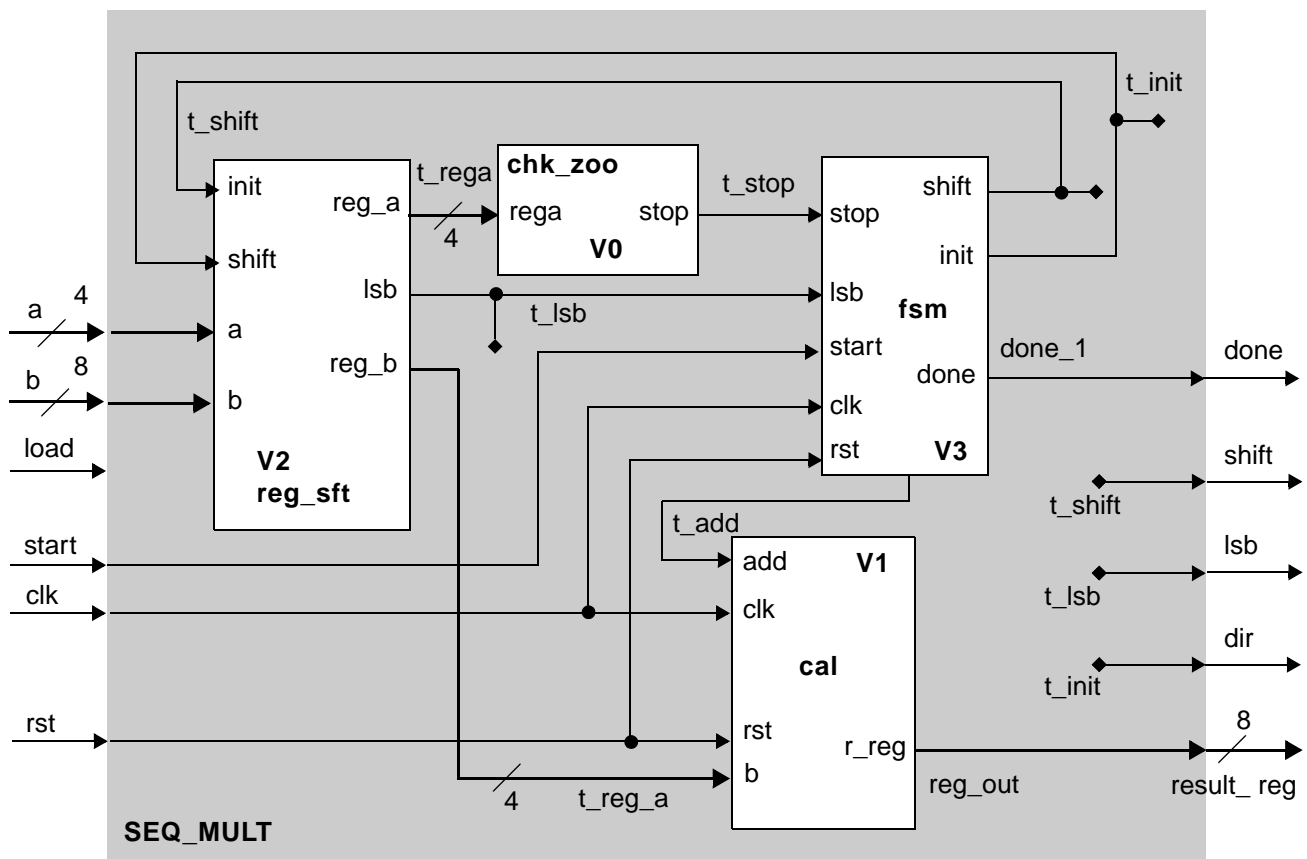 t_init
t_shift
init
reg_a
shift
lsb
a
reg_b
b
V2
reg_sft
t_rega
4
chk_zoo
rega
stop
V0
t_stop
t_lsb
shift
stop
init
lsb
fsm
start
done
clk
rst
V3
done_1
a
4
b
8
load
start
clk
rst
t_add
add
V1
clk
cal
rst
r_reg
b
4
t_reg_a
reg_out
done
shift
t_shift
lsb
t_lsb
dir
t_init
8
result_ reg
SEQ_MULT